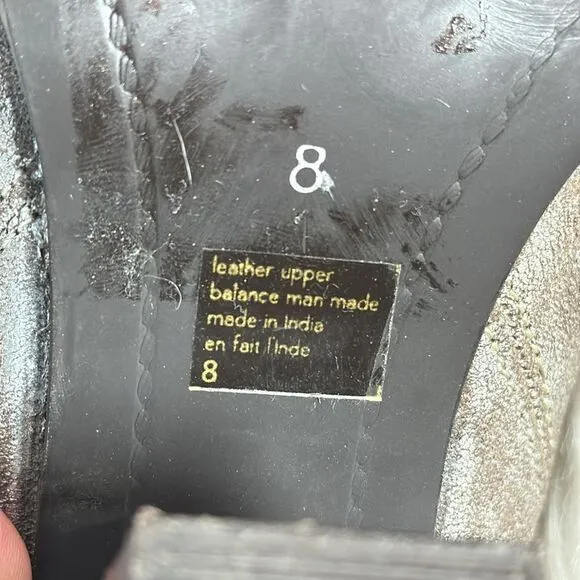 8
leather upper
balance man made
made in India
en fait l'Inde
8